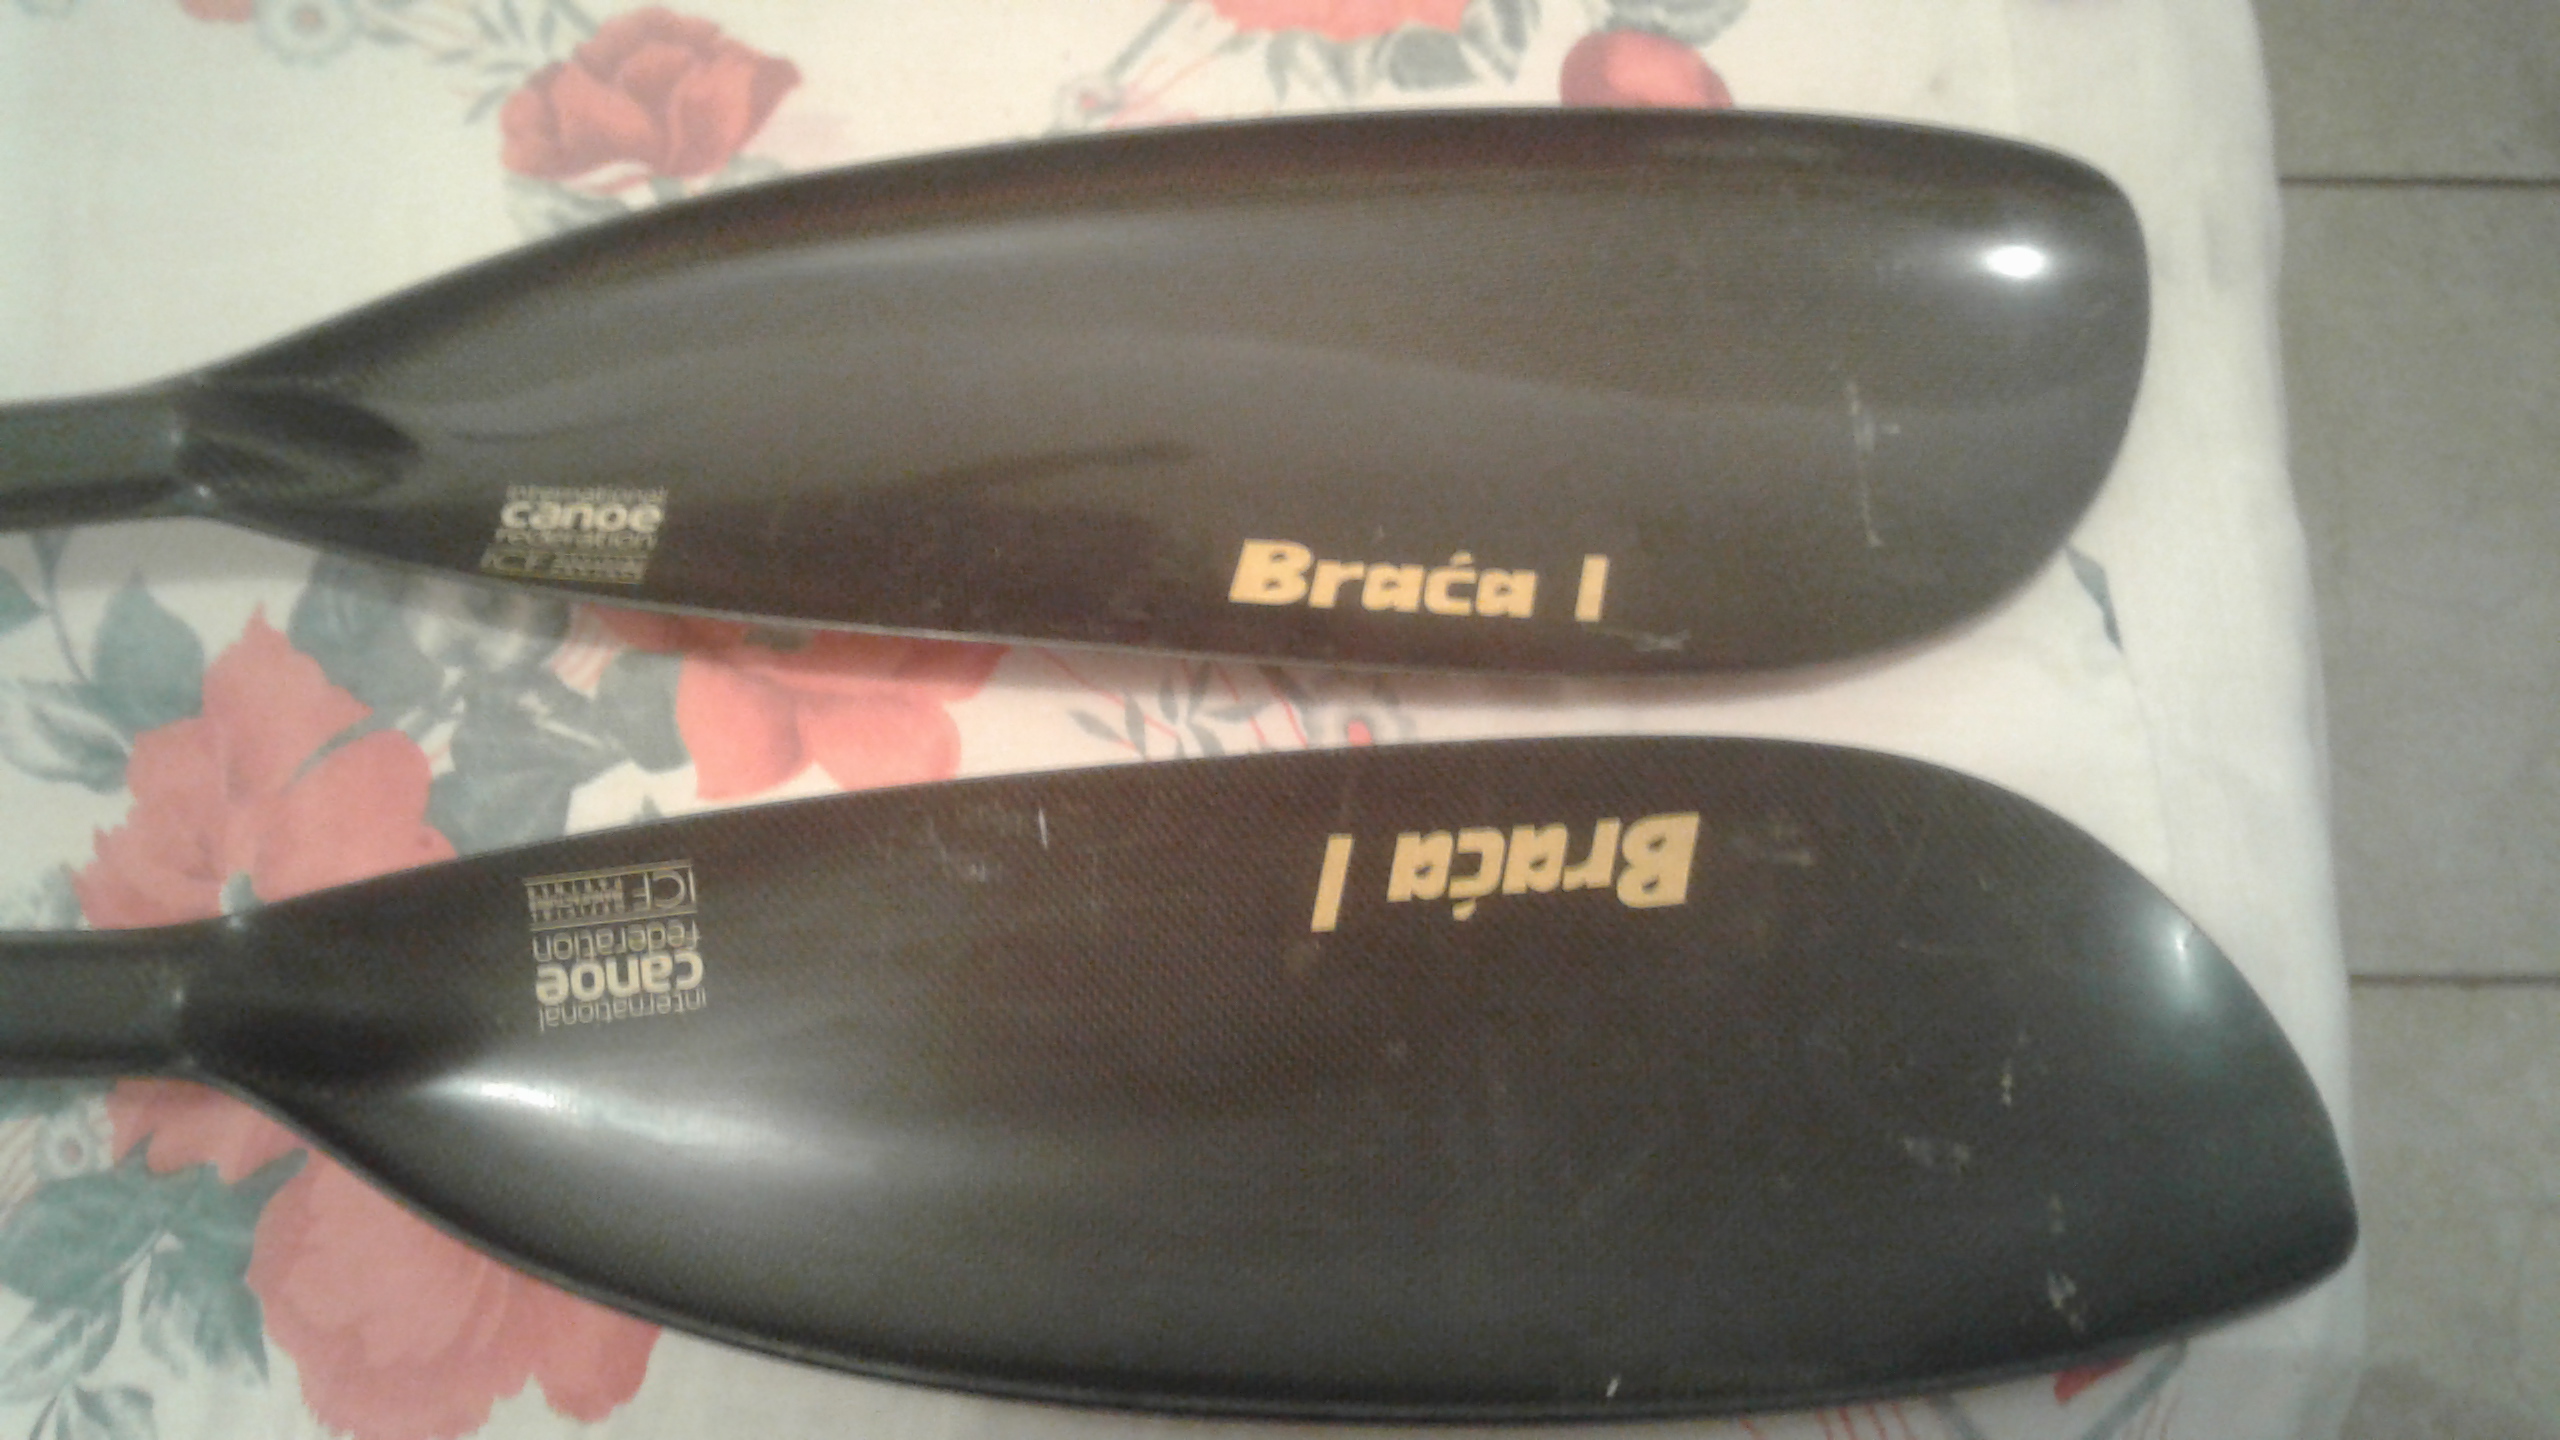 international
canoe
federation
ICF
Braća I
Braća I
ICF
international
canoe
federation